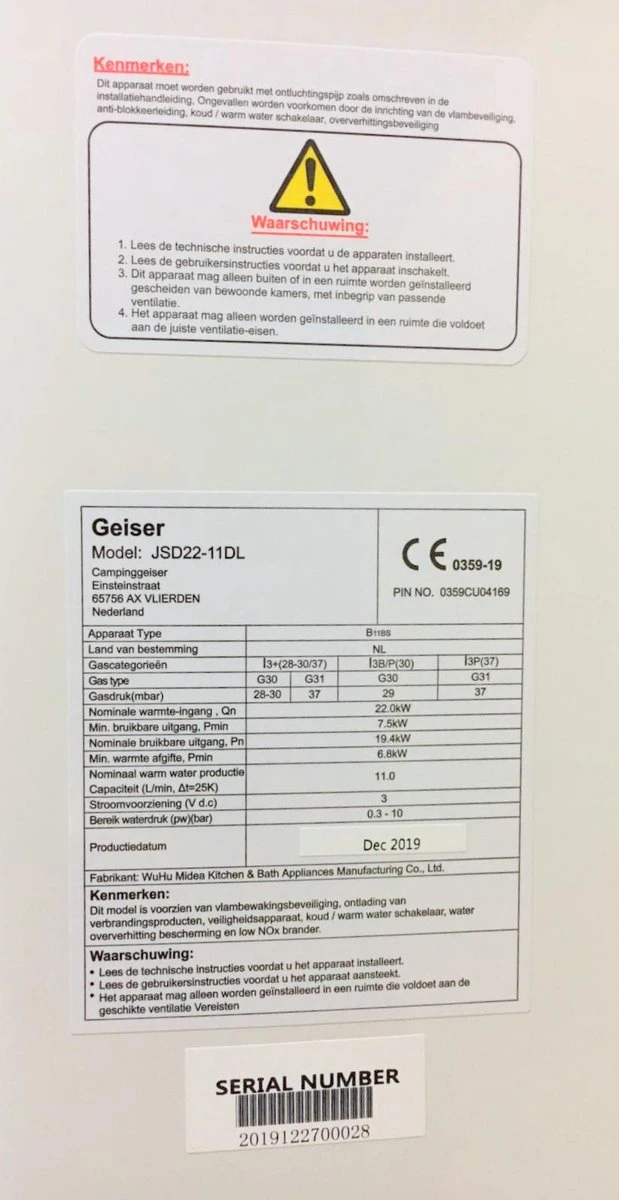 Kenmerken:
Dit apparaat moet worden gebruikt met ontluchtingspijp zoals omschreven in de
installatiehandleiding, Ongevallen worden voorkomen door de inrichting van de vlambeveiliging,
anti-blokkeerleiding, koud / warm water schakelaar, oververhittingsbeveiliging
Waarschuwing:
1. Lees de technische instructies voordat u de apparaten installeert.
2. Lees de gebruikersinstructies voordat u het apparaat inschakelt.
3. Dit apparaat mag alleen buiten of in een ruimte worden geïnstalleerd
gescheiden van bewoonde kamers, met inbegrip van passende
ventilatie.
4. Het apparaat mag alleen worden geïnstalleerd in een ruimte die voldoet
aan de juiste ventilatie-eisen.
Geiser
Model: JSD22-11DL
Campinggeiser
Einsteinstraat
65756 AX VLIERDEN
Nederland
CE 0359-19
PIN NO. 0359CU04169
Apparaat Type B11BS
Land van bestemming NL
Gascategorieën I3+(28-30/37) I3B/P(30) I3P(37)
Gas type G30 G31 G30 G31
Gasdruk(mbar) 28-30 37 29 37
Nominale warmte-ingang , Qn 22.0kW
Min. bruikbare uitgang, Pmin 7.5kW
Nominale bruikbare uitgang, Pn 19.4kW
Min. warmte afgifte, Pmin 6.8kW
Nominaal warm water productie
Capaciteit (L/min, Δt=25K) 11.0
Stroomvoorziening (V d.c) 3
Bereik waterdruk (pw)(bar) 0.3 - 10
Productiedatum Dec 2019
Fabrikant: WuHu Midea Kitchen & Bath Appliances Manufacturing Co., Ltd.
Kenmerken:
Dit model is voorzien van vlambewakingsbeveiliging, ontlading van
verbrandingsproducten, veiligheidsapparaat, koud / warm water schakelaar, water
oververhitting bescherming en low NOx brander.
Waarschuwing:
• Lees de technische instructies voordat u het apparaat installeert.
• Lees de gebruikersinstructies voordat u het apparaat aansteekt.
• Het apparaat mag alleen worden geïnstalleerd in een ruimte die voldoet aan de
geschikte ventilatie Vereisten
SERIAL NUMBER
2019122700028